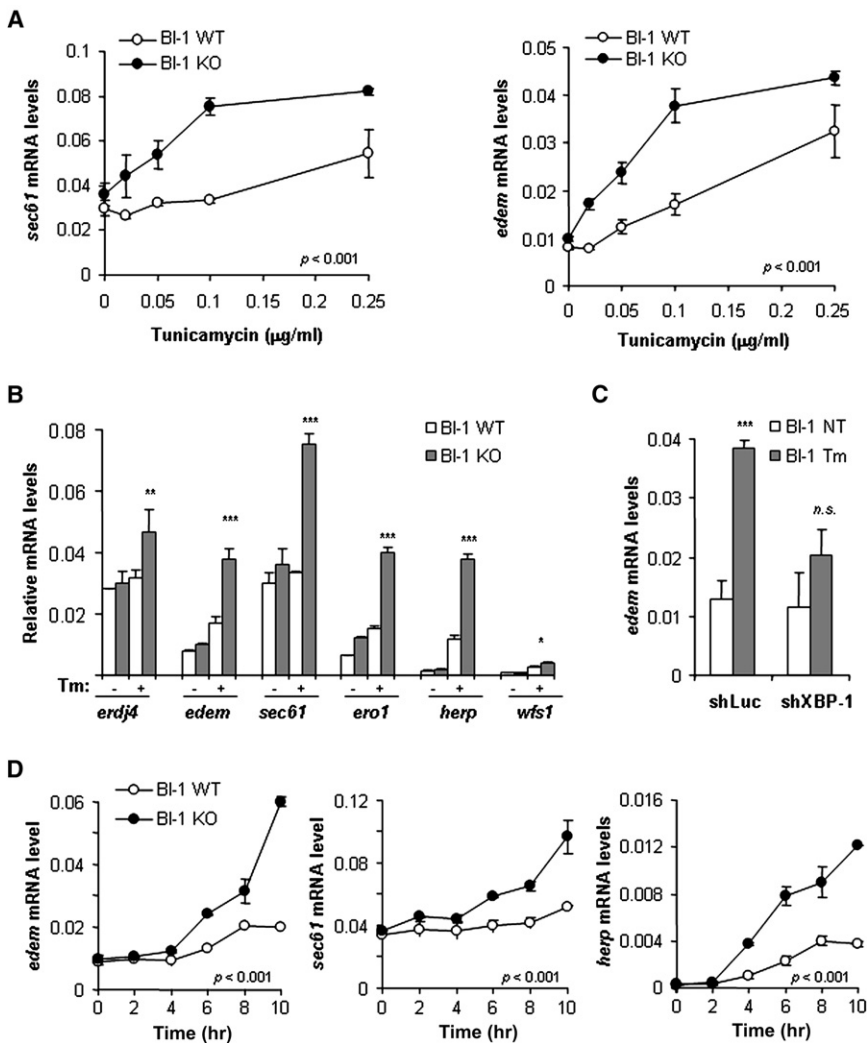 A
BI-1 WT
BI-1 KO
0.1
0.08
0.06
0.04
0.02
0
sec61 mRNA levels
0 0.05 0.1 0.15 0.2 0.25
p < 0.001
Tunicamycin (μg/ml)
BI-1 WT
BI-1 KO
0.05
0.04
0.03
0.02
0.01
0
edem mRNA levels
0 0.05 0.1 0.15 0.2 0.25
p < 0.001
Tunicamycin (μg/ml)
B
BI-1 WT
BI-1 KO
0.08
0.06
0.04
0.02
Relative mRNA levels
** *** *** *** *** *
Tm: - + - + - + - + - + - +
erdj4 edem sec61 ero1 herp wfs1
C
BI-1 NT
BI-1 Tm
0.04
0.03
0.02
0.01
0
edem mRNA levels
***
n.s.
shLuc shXBP-1
D
BI-1 WT
BI-1 KO
0.06
0.04
0.02
0
edem mRNA level
p < 0.001
0 2 4 6 8 10
Time (hr)
0.12
0.08
0.04
0
sec61 mRNA level
p < 0.001
0 2 4 6 8 10
Time (hr)
0.016
0.012
0.008
0.004
0
herp mRNA levels
p < 0.001
0 2 4 6 8 10
Time (hr)